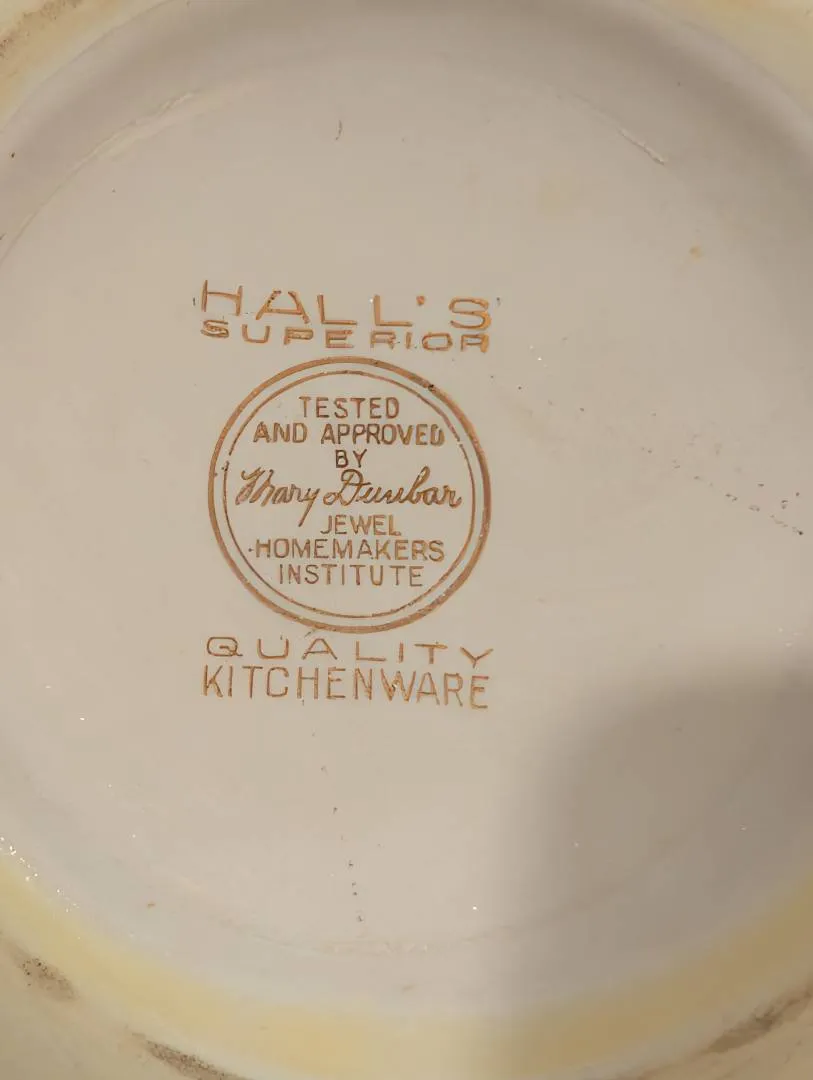 HALL'S
SUPERIOR
TESTED
AND APPROVED
BY
Mary Dunbar
JEWEL
HOMEMAKERS
INSTITUTE
QUALITY
KITCHENWARE